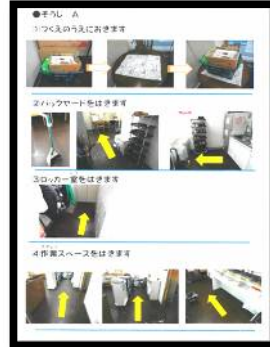 ●そうじ A
①つくえのうえにおきます
②バックヤードをはきます
③ロッカー室をはきます
④作業スペースをはきます